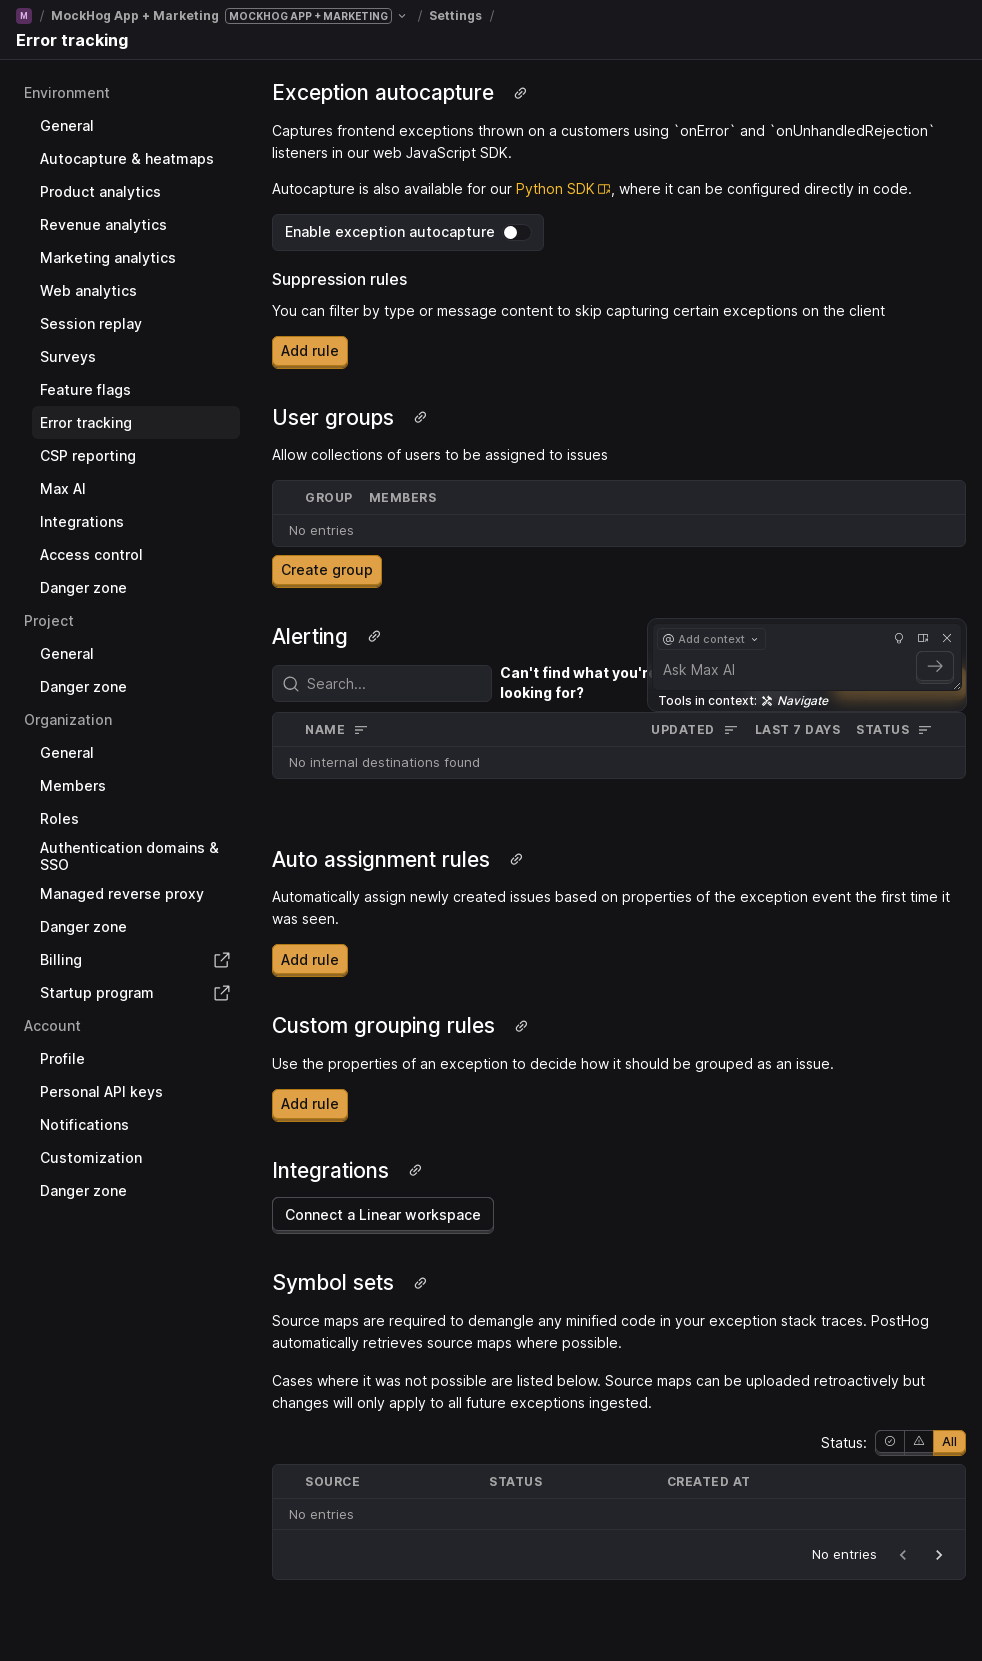 M / MockHog App + Marketing MOCKHOG APP + MARKETING / Settings /
Error tracking
Environment
General
Autocapture & heatmaps
Product analytics
Revenue analytics
Marketing analytics
Web analytics
Session replay
Surveys
Feature flags
Error tracking
CSP reporting
Max AI
Integrations
Access control
Danger zone
Project
General
Danger zone
Organization
General
Members
Roles
Authentication domains &
SSO
Managed reverse proxy
Danger zone
Billing
Startup program
Account
Profile
Personal API keys
Notifications
Customization
Danger zone
Exception autocapture
Captures frontend exceptions thrown on a customers using `onError` and `onUnhandledRejection`
listeners in our web JavaScript SDK.
Autocapture is also available for our Python SDK, where it can be configured directly in code.
Enable exception autocapture
Suppression rules
You can filter by type or message content to skip capturing certain exceptions on the client
Add rule
User groups
Allow collections of users to be assigned to issues
GROUP MEMBERS
No entries
Create group
Alerting
Search...
Can't find what you're
looking for?
@ Add context
Ask Max AI
Tools in context: Navigate
NAME UPDATED LAST 7 DAYS STATUS
No internal destinations found
Auto assignment rules
Automatically assign newly created issues based on properties of the exception event the first time it
was seen.
Add rule
Custom grouping rules
Use the properties of an exception to decide how it should be grouped as an issue.
Add rule
Integrations
Connect a Linear workspace
Symbol sets
Source maps are required to demangle any minified code in your exception stack traces. PostHog
automatically retrieves source maps where possible.
Cases where it was not possible are listed below. Source maps can be uploaded retroactively but
changes will only apply to all future exceptions ingested.
Status: All
SOURCE STATUS CREATED AT
No entries
No entries